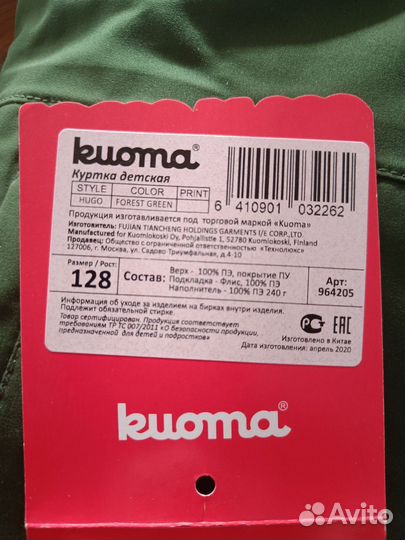 kuoma®
Куртка детская
STYLE COLOR PRINT
HUGO FOREST GREEN
6 410901 032262
Продукция изготавливается под торговой маркой «Kuoma»
Изготовитель: FUJIAN TIANCHENG HOLDINGS GARMENTS I/E CORP.,LTD.
Manufactured for Kuomiokoski Oy, Pohjallistie 1, 52780 Kuomiokoski, Finland
Продавец: Общество с ограниченной ответственностью «Технолюкс»
127006, г. Москва, ул. Садово Триумфальная, д.4-10
Размер / Рост:
128
Состав:
Верх - 100% ПЭ, покрытие ПУ
Подкладка - Флис, 100% ПЭ
Наполнитель - 100% ПЭ 240 г
Арт:
964205
Информация об уходе за изделием на бирках внутри изделия.
Подлежит обязательной стирке.
Товар сертифицирован. Продукция соответствует
требованиям ТР ТС 007/2011 «О безопасности продукции,
предназначенной для детей и подростков»
EAC
Изготовлено в Китае
Дата изготовления: апрель 2020
kuoma®
Avito